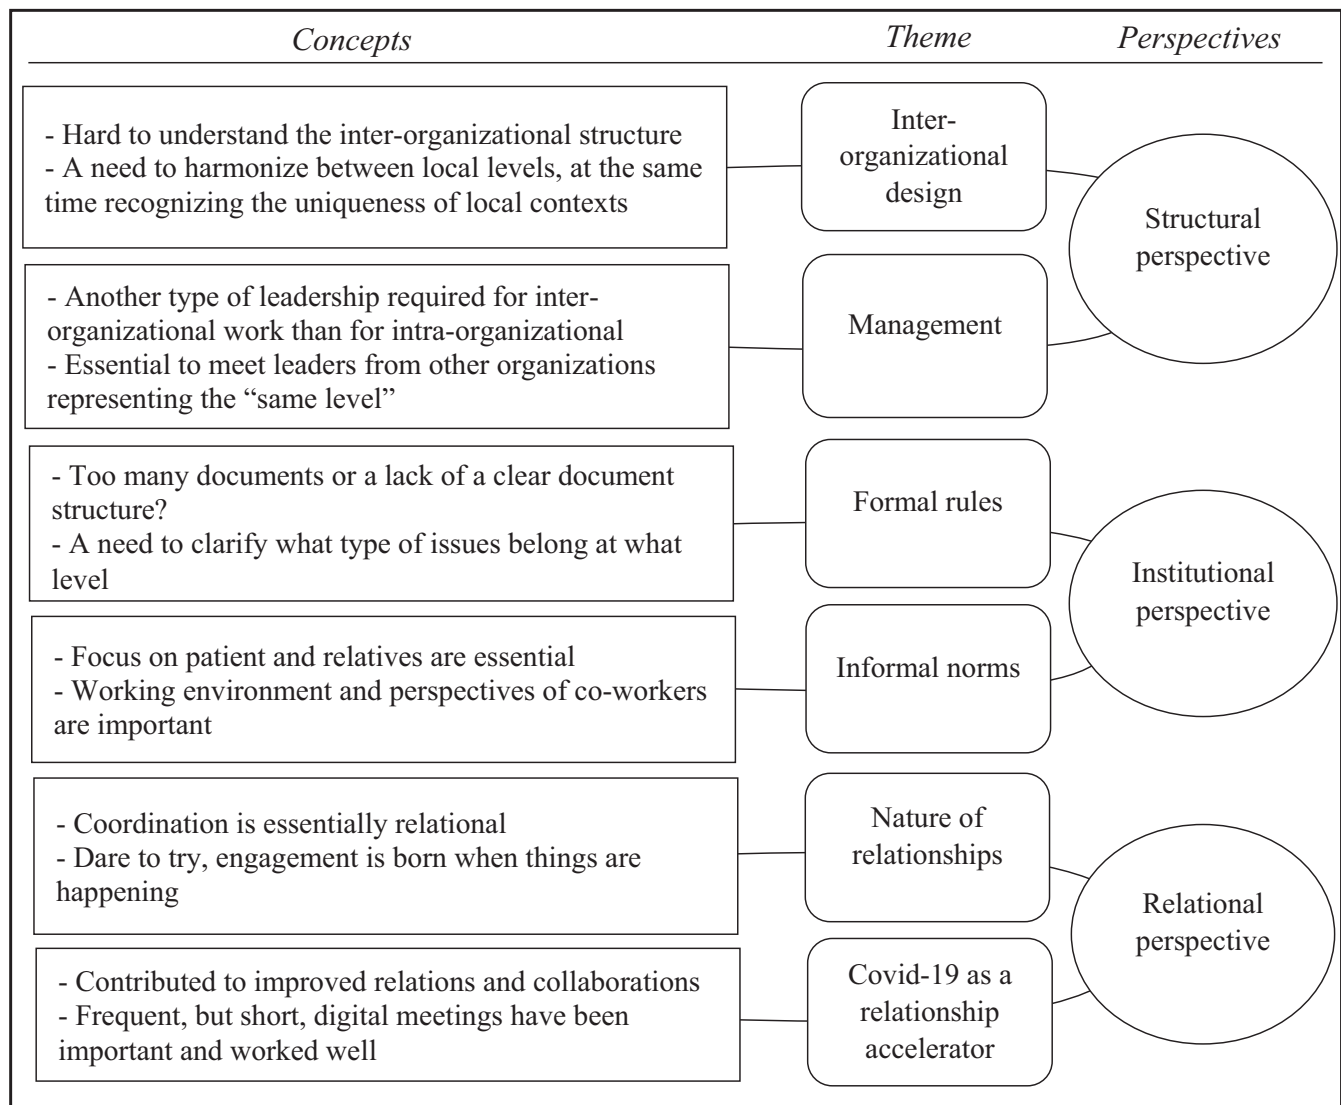 Concepts
Theme
Perspectives
- Hard to understand the inter-organizational structure
- A need to harmonize between local levels, at the same
time recognizing the uniqueness of local contexts
Inter-
organizational
design
Structural
perspective
- Another type of leadership required for inter-
organizational work than for intra-organizational
- Essential to meet leaders from other organizations
representing the “same level”
Management
- Too many documents or a lack of a clear document
structure?
- A need to clarify what type of issues belong at what
level
Formal rules
Institutional
perspective
- Focus on patient and relatives are essential
- Working environment and perspectives of co-workers
are important
Informal norms
- Coordination is essentially relational
- Dare to try, engagement is born when things are
happening
Nature of
relationships
Relational
perspective
- Contributed to improved relations and collaborations
- Frequent, but short, digital meetings have been
important and worked well
Covid-19 as a
relationship
accelerator